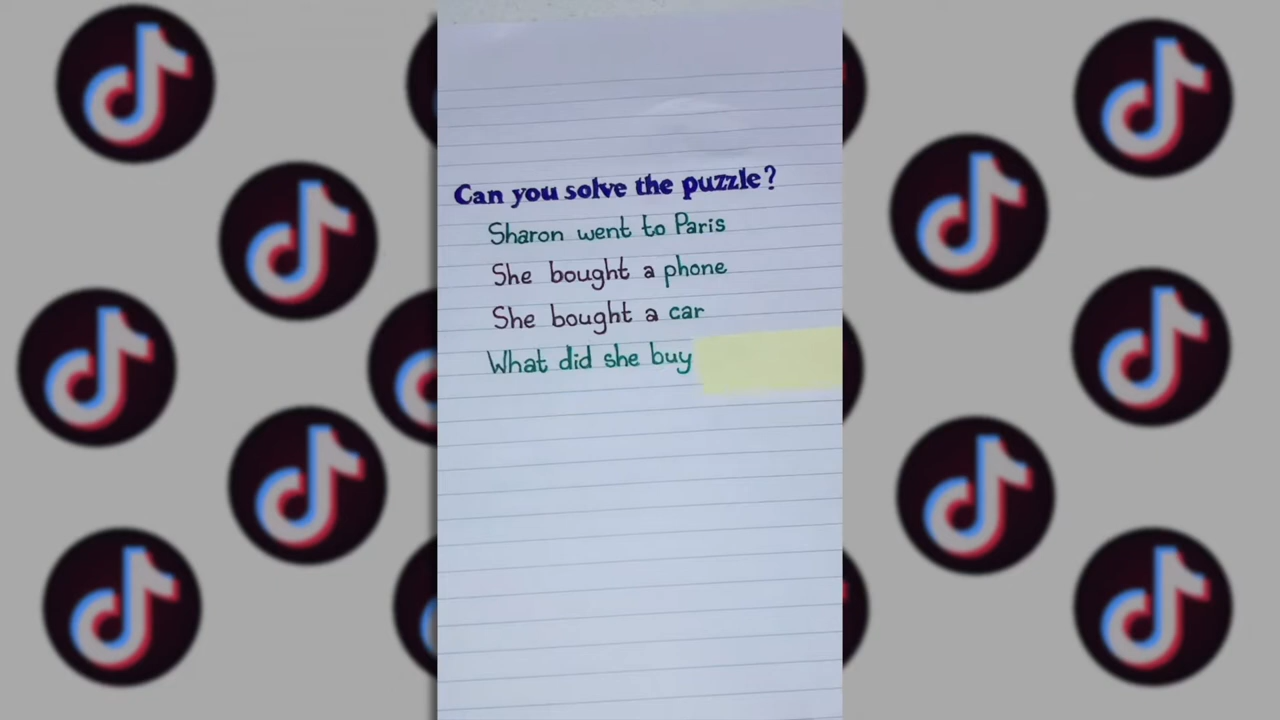 Can you solve the puzzle?
Sharon went to Paris
She bought a phone
She bought a car
What did she buy